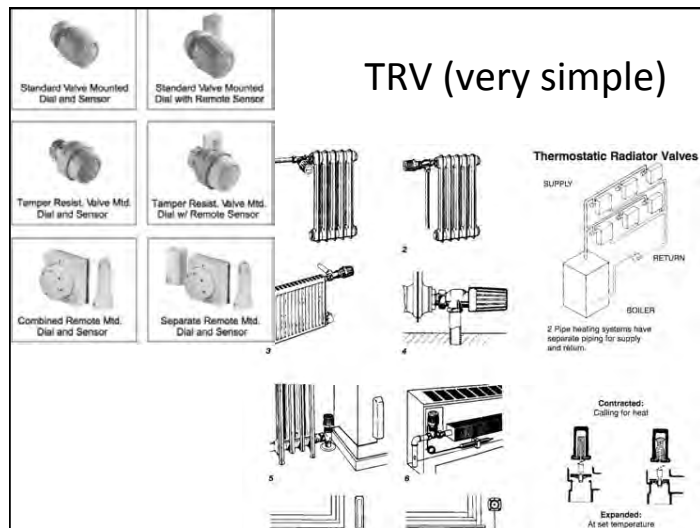 TRV (very simple)
Standard Valve Mounted
Dial and Sensor
Standard Valve Mounted
Dial with Remote Sensor
Tamper Resist. Valve Mtd.
Dial and Sensor
Tamper Resist. Valve Mtd.
Dial w/ Remote Sensor
Combined Remote Mtd.
Dial and Sensor
Separate Remote Mtd.
Dial and Sensor
2
3
4
5
6
Thermostatic Radiator Valves
SUPPLY
RETURN
BOILER
2 Pipe heating systems have
separate piping for supply
and return.
Contracted:
Calling for heat
Expanded:
At set temperature